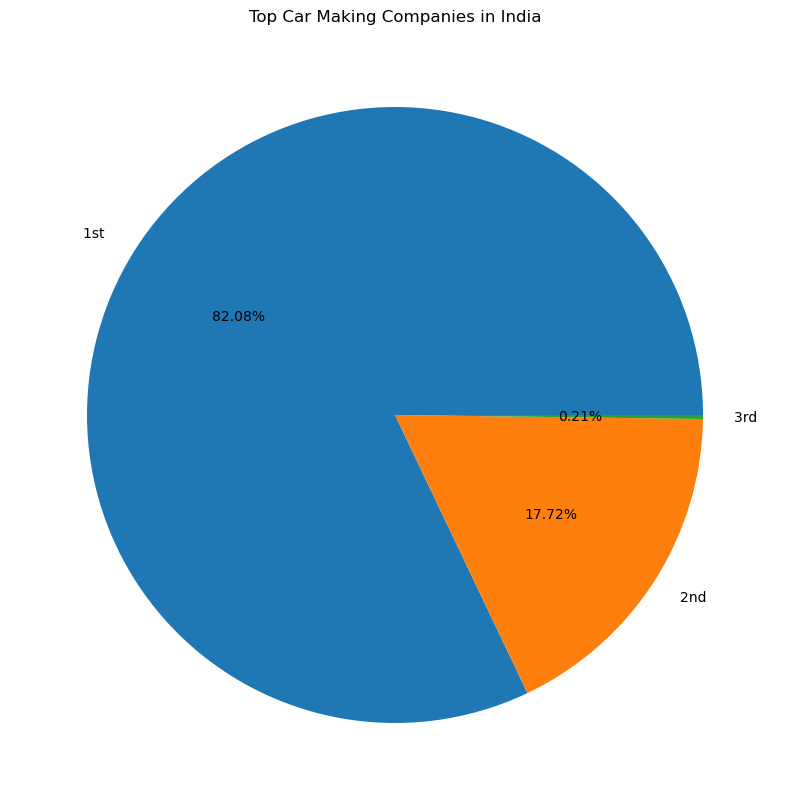 Top Car Making Companies in India
1st
82.08%
0.21%
3rd
17.72%
2nd